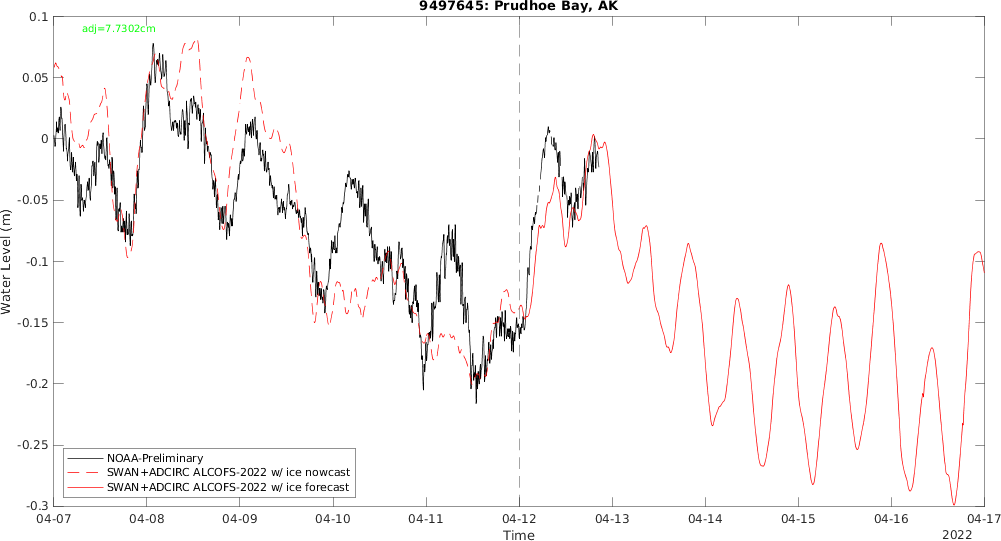 9497645: Prudhoe Bay, AK
adj=7.7302cm
0.1
0.05
0
-0.05
-0.1
-0.15
-0.2
-0.25
-0.3
Water Level (m)
NOAA-Preliminary
SWAN+ADCIRC ALCOFS-2022 w/ ice nowcast
SWAN+ADCIRC ALCOFS-2022 w/ ice forecast
04-07 04-08 04-09 04-10 04-11 04-12 04-13 04-14 04-15 04-16 04-17
Time
2022